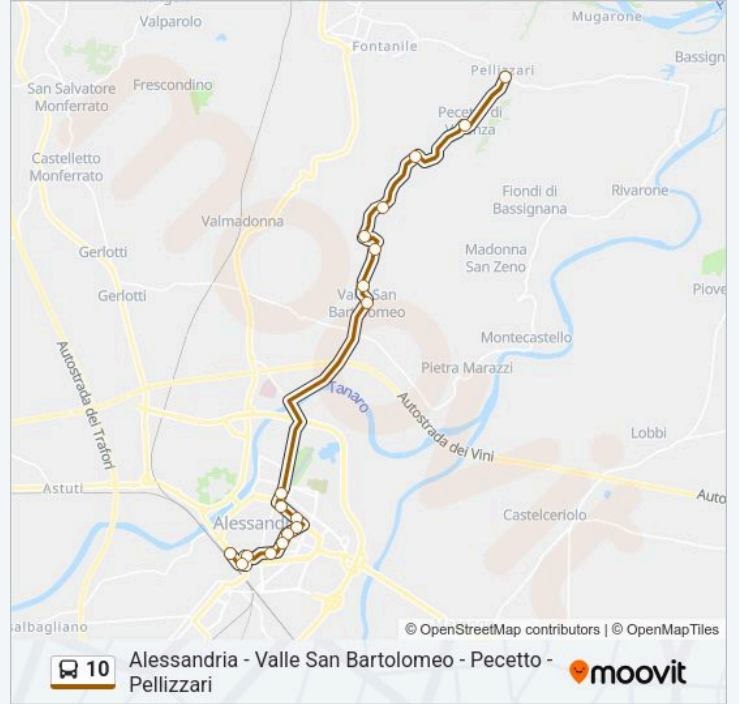 Mugarone
Valparolo
Fontanile
Bassign
Pellizzari
San Salvatore
Monferrato
Frescondino
Pecetto di
Valenza
Castelletto
Monferrato
Fiondi di
Bassignana
Rivarone
Valmadonna
Gerlotti
Madonna
San Zeno
Gerlotti
Valle San
Bartolomeo
Piove
Montecastello
Autostrada dei Trafori
Pietra Marazzi
Tanaro
Autostrada dei Vini
Lobbi
Astuti
Auto
Castelceriolo
Alessandria
salbagliano
© OpenStreetMap contributors | © OpenMapTiles
10
Alessandria - Valle San Bartolomeo - Pecetto -
Pellizzari
moovit
moovit